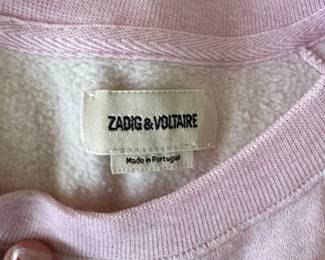 ZADIG & VOLTAIRE
Made in Portugal